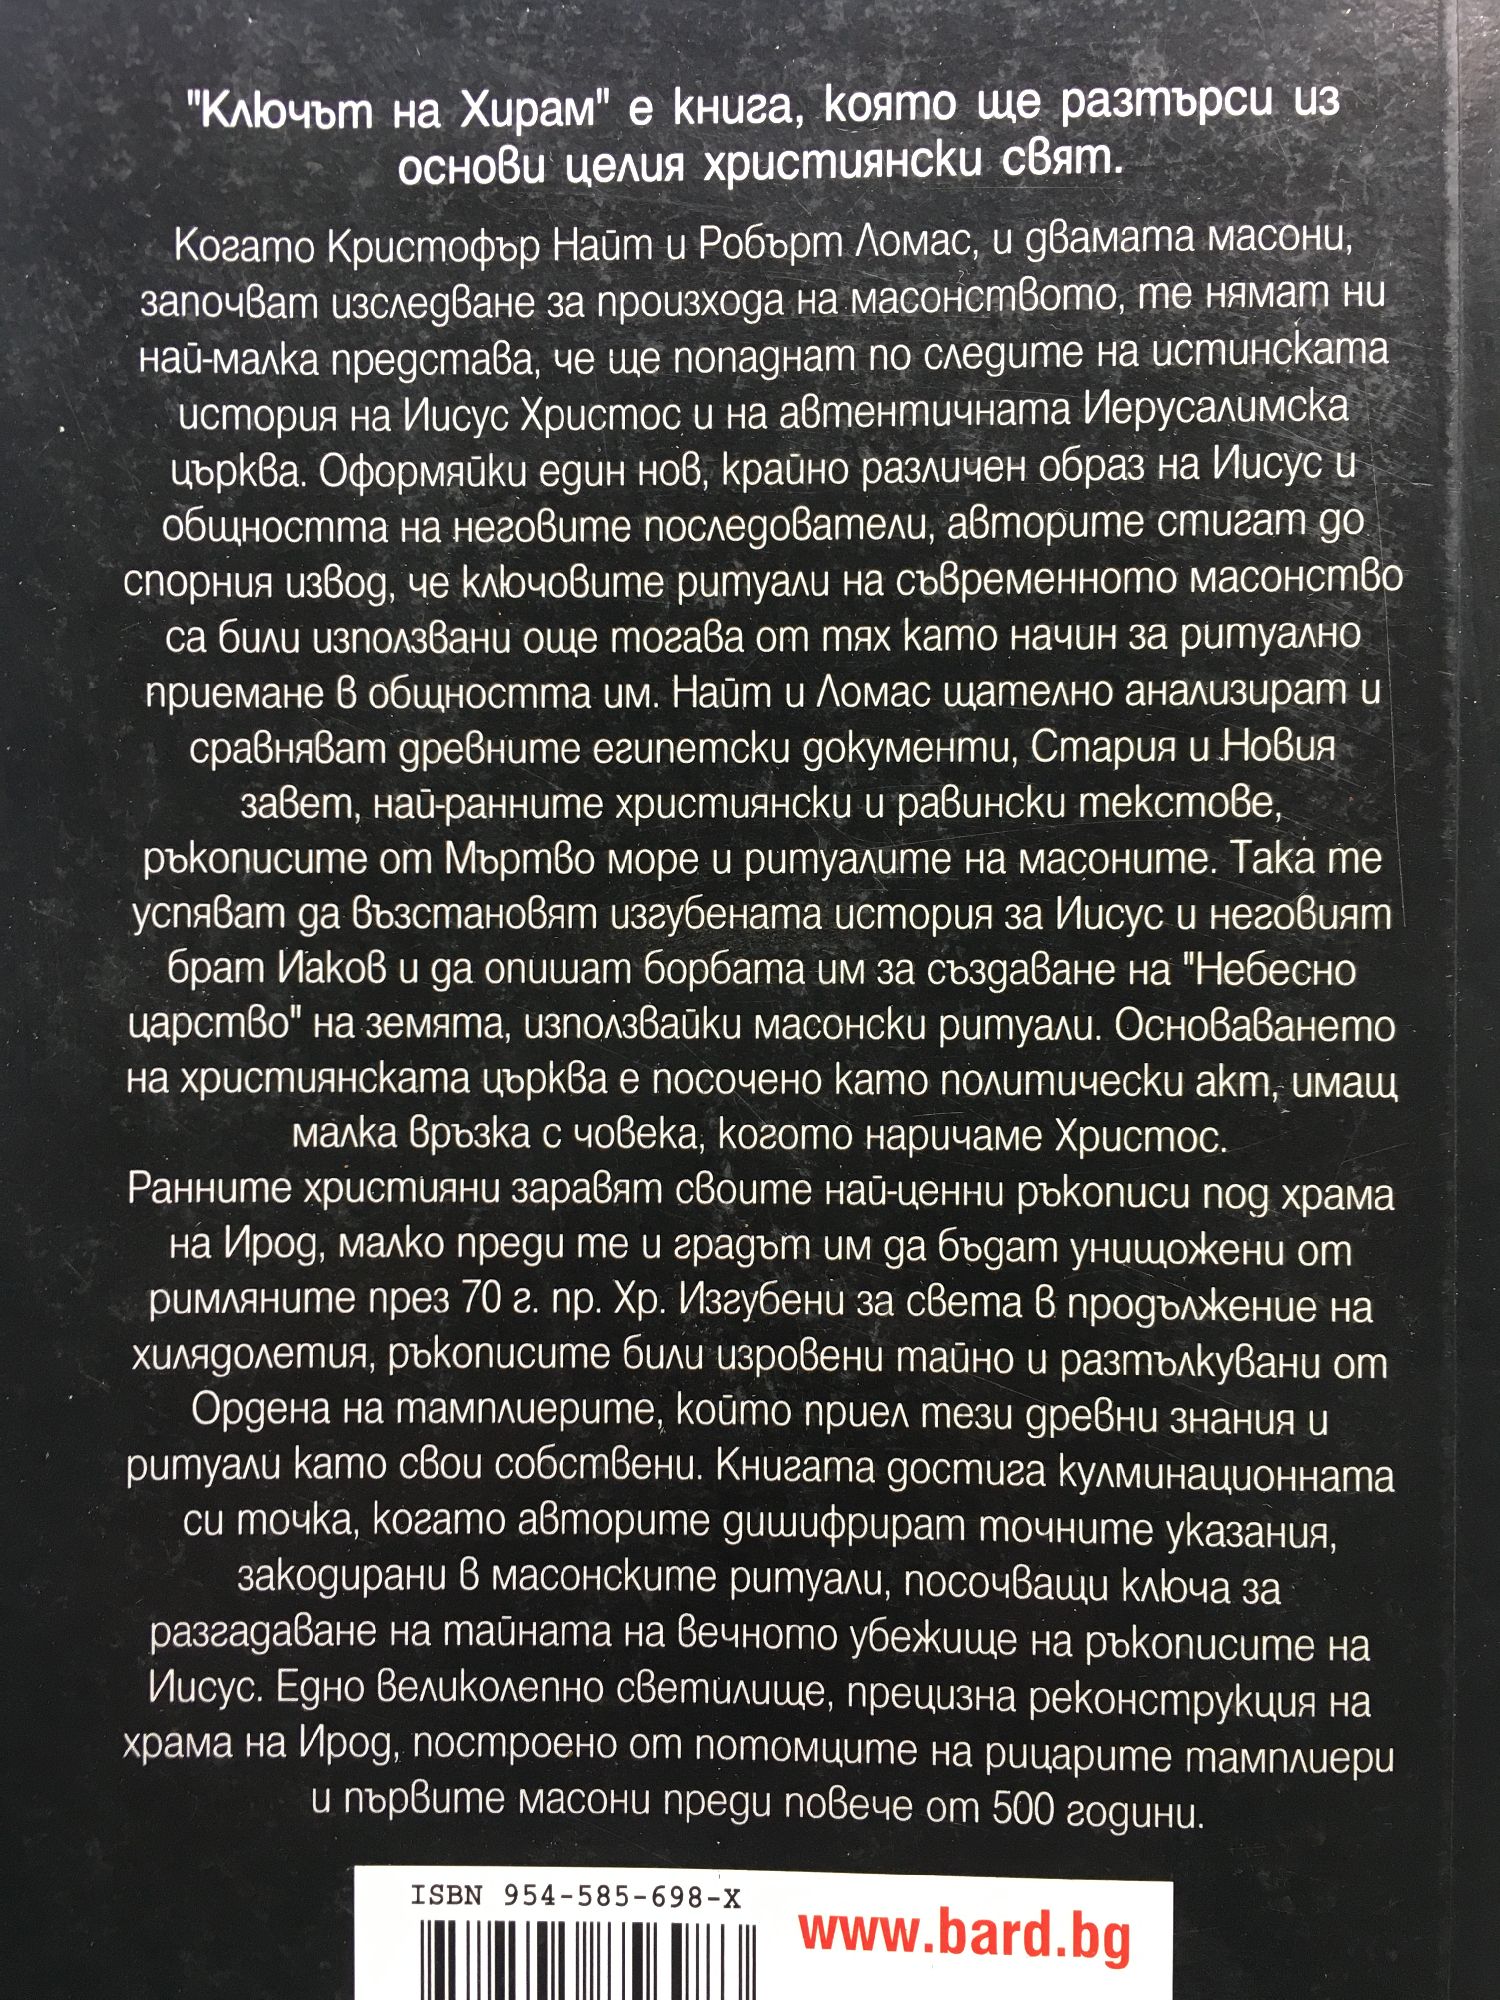 "Ключът на Хирам" е книга, която ще разтърси из
основи целия християнски свят.
Когато Кристофър Найт и Робърт Ломас, и двамата масони,
започват изследване за произхода на масонството, те нямат ни
най-малка представа, че ще попаднат по следите на истинската
история на Иисус Христос и на автентичната Иерусалимска
църква. Оформяйки един нов, крайно различен образ на Иисус и
общността на неговите последователи, авторите стигат до
спорния извод, че ключовите ритуали на съвременното масонство
са били използвани още тогава от тях като начин за ритуално
приемане в общността им. Найт и Ломас щателно анализират и
сравняват древните египетски документи, Стария и Новия
завет, най-ранните християнски и равински текстове,
ръкописите от Мъртво море и ритуалите на масоните. Така те
успяват да възстановят изгубената история за Иисус и неговият
брат Иаков и да опишат борбата им за създаване на "Небесно
царство" на земята, използвайки масонски ритуали. Основаването
на християнската църква е посочено като политически акт, имащ
малка връзка с човека, когото наричаме Христос.
Ранните християни заравят своите най-ценни ръкописи под храма
на Ирод, малко преди те и градът им да бъдат унищожени от
римляните през 70 г. пр. Хр. Изгубени за света в продължение на
хилядолетия, ръкописите били изровени тайно и разтълкувани от
Ордена на тамплиерите, който приел тези древни знания и
ритуали като свои собствени. Книгата достига кулминационната
си точка, когато авторите дишифрират точните указания,
закодирани в масонските ритуали, посочващи ключа за
разгадаване на тайната на вечното убежище на ръкописите на
Иисус. Едно великолепно светилище, прецизна реконструкция на
храма на Ирод, построено от потомците на рицарите тамплиери
и първите масони преди повече от 500 години.
ISBN 954-585-698-X
www.bard.bg